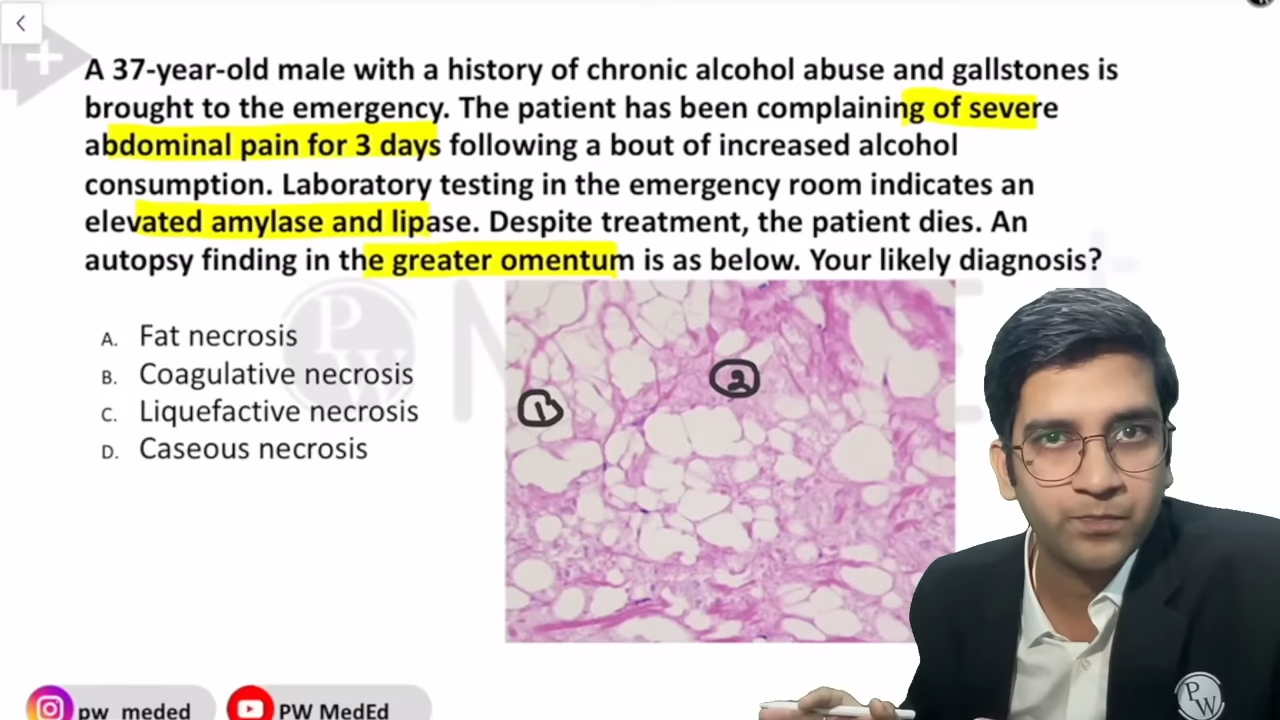 A 37-year-old male with a history of chronic alcohol abuse and gallstones is
brought to the emergency. The patient has been complaining of severe
abdominal pain for 3 days following a bout of increased alcohol
consumption. Laboratory testing in the emergency room indicates an
elevated amylase and lipase. Despite treatment, the patient dies. An
autopsy finding in the greater omentum is as below. Your likely diagnosis?
A. Fat necrosis
B. Coagulative necrosis
C. Liquefactive necrosis
D. Caseous necrosis
1
2
PW
PW
pw_meded
PW MedEd